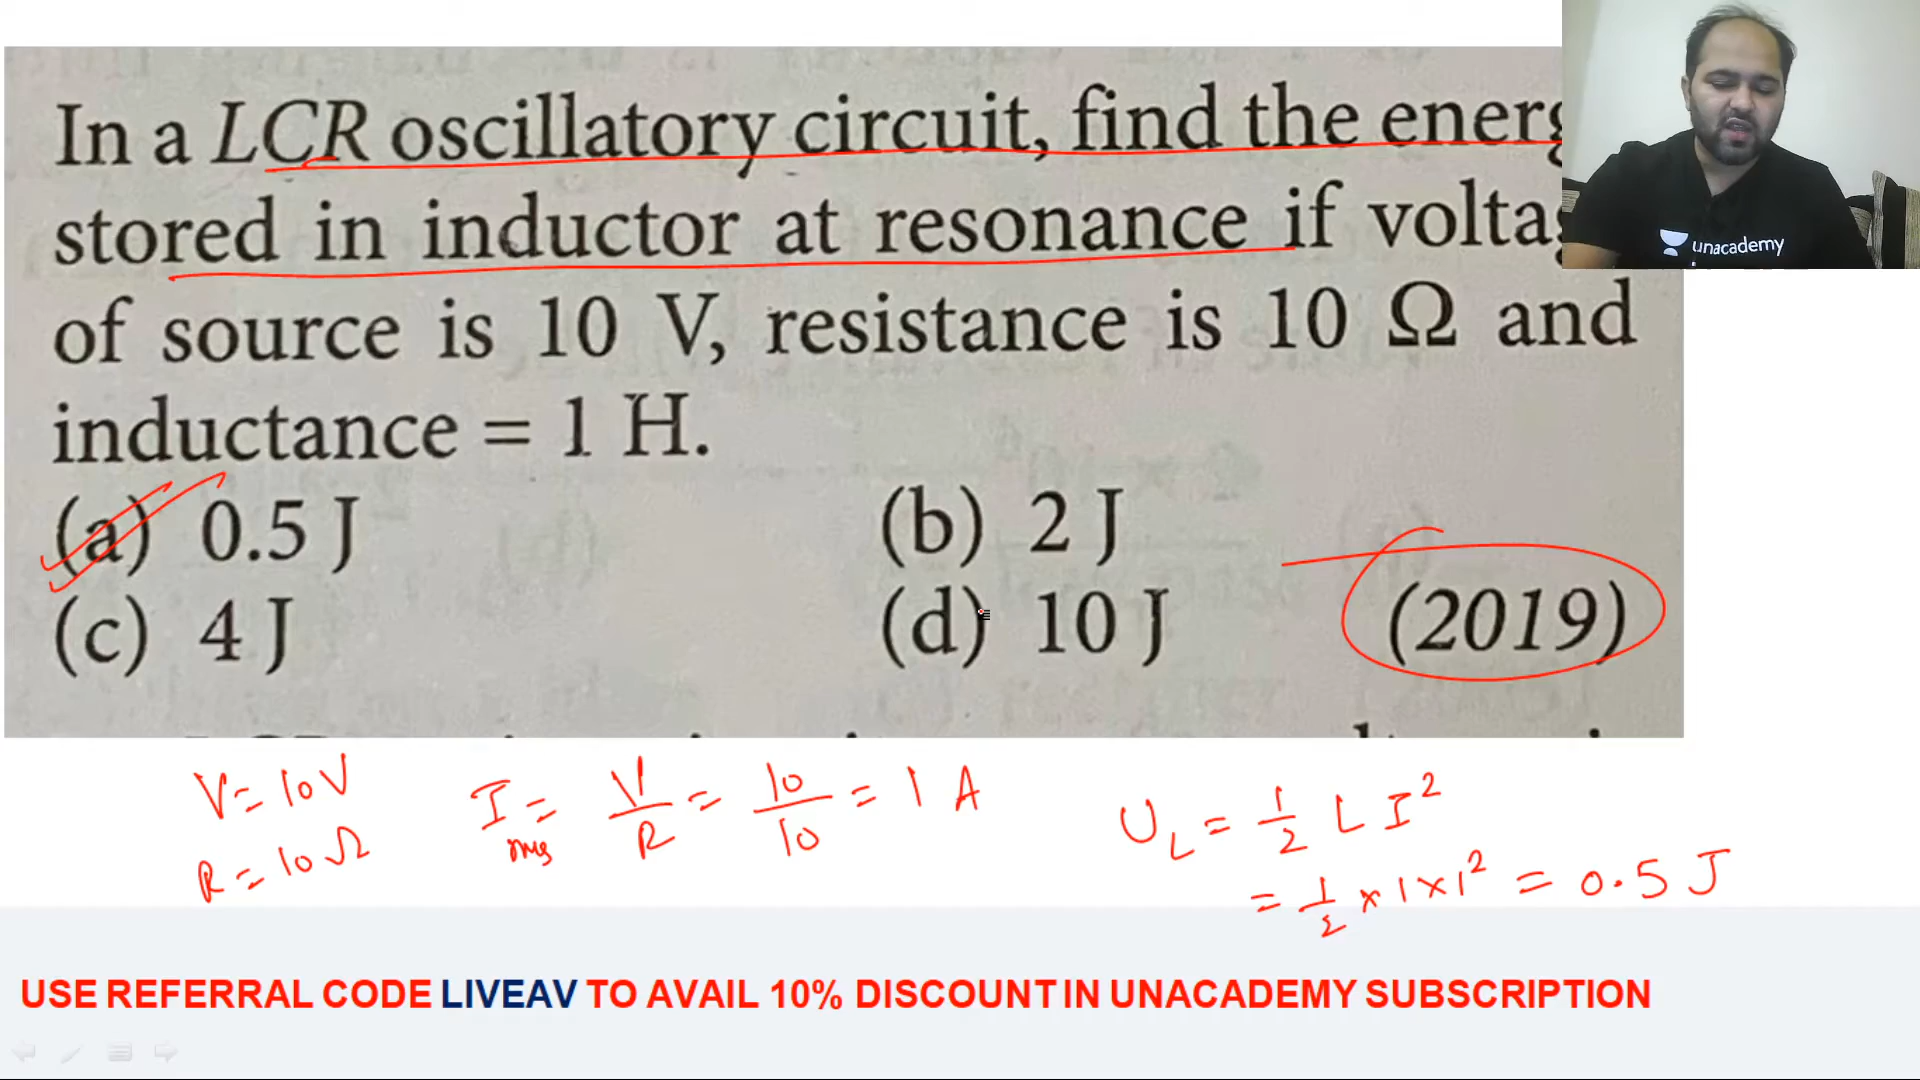 In a LCR oscillatory circuit, find the energ
stored in inductor at resonance if volta
of source is 10 V, resistance is 10 Ω and
inductance = 1 H.
(a) 0.5 J
(b) 2 J
(c) 4 J
(d) 10 J
(2019)
unacademy
V = 10V
R = 10 Ω
I rms = V/R = 10/10 = 1 A
U_L = 1/2 L I²
= 1/2 × 1 × 1² = 0.5 J
USE REFERRAL CODE LIVEAV TO AVAIL 10% DISCOUNT IN UNACADEMY SUBSCRIPTION